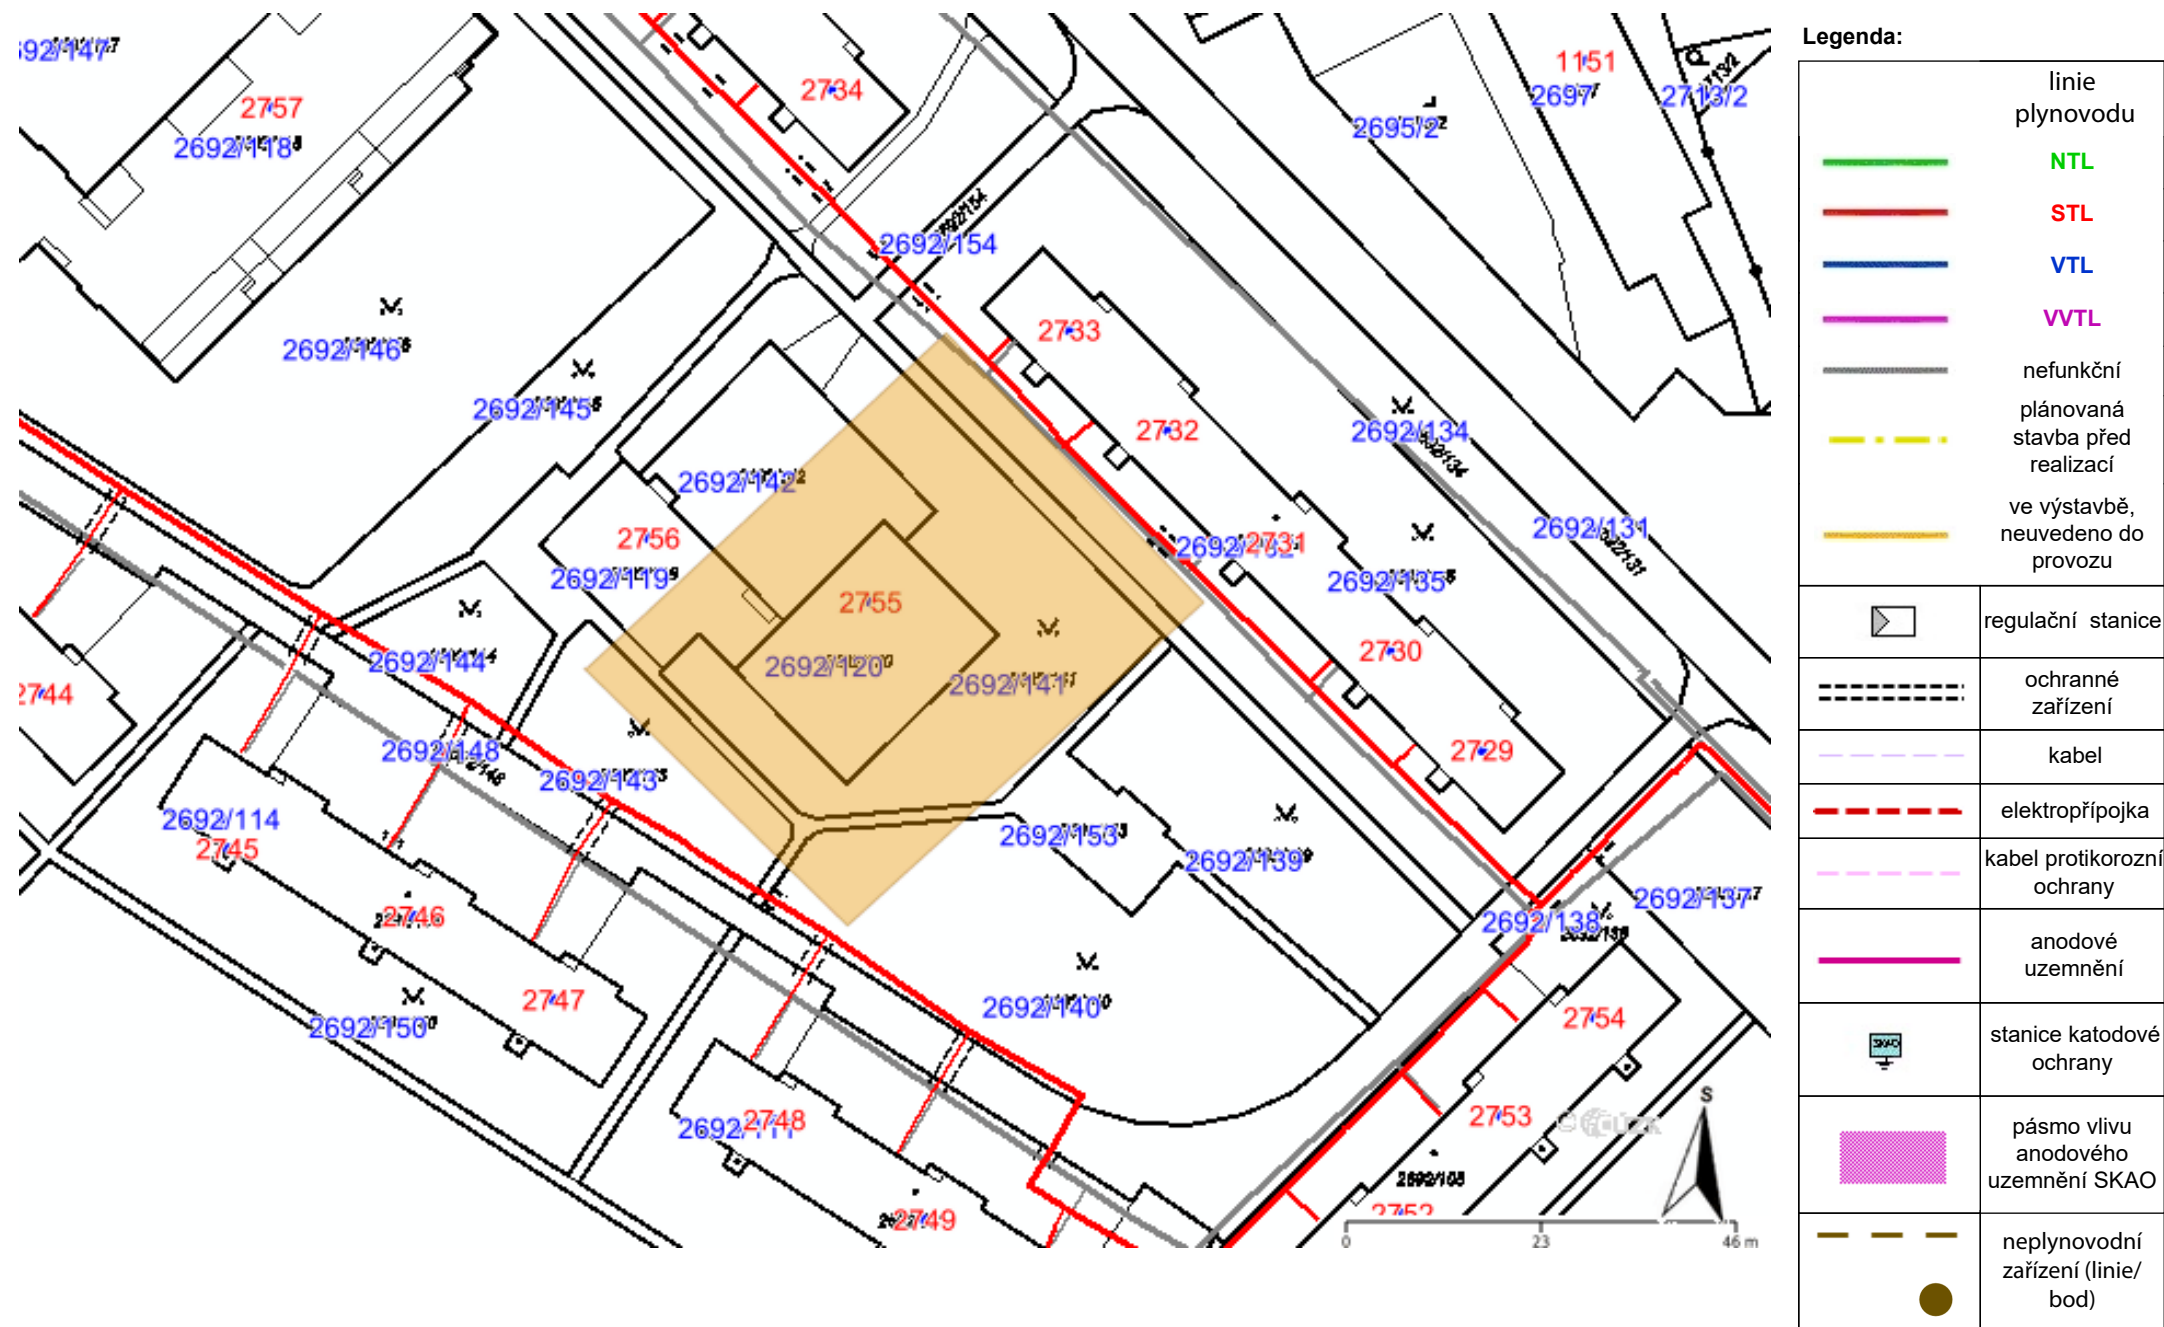 2757
2692/118
2734
1151
2697
2713/2
2695/2
2692/154
2692/146
2692/145
2733
2732
2692/134
2692/142
2756
2692/119
2731
2692/131
2692/135
2755
2692/120
2692/141
2730
2692/144
2744
2692/148
2692/143
2729
2692/114
2745
2692/153
2692/139
2746
2692/137
2692/138
2747
2692/150
2692/140
2754
2748
2753
2749
2692/108
2752
S
0 23 46 m
Legenda:
linie
plynovodu
NTL
STL
VTL
VVTL
nefunkční
plánovaná
stavba před
realizací
ve výstavbě,
neuvedeno do
provozu
regulační stanice
ochranné
zařízení
kabel
elektropřípojka
kabel protikorozní
ochrany
anodové
uzemnění
SKAO
stanice katodové
ochrany
pásmo vlivu
anodového
uzemnění SKAO
neplynovodní
zařízení (linie/
bod)